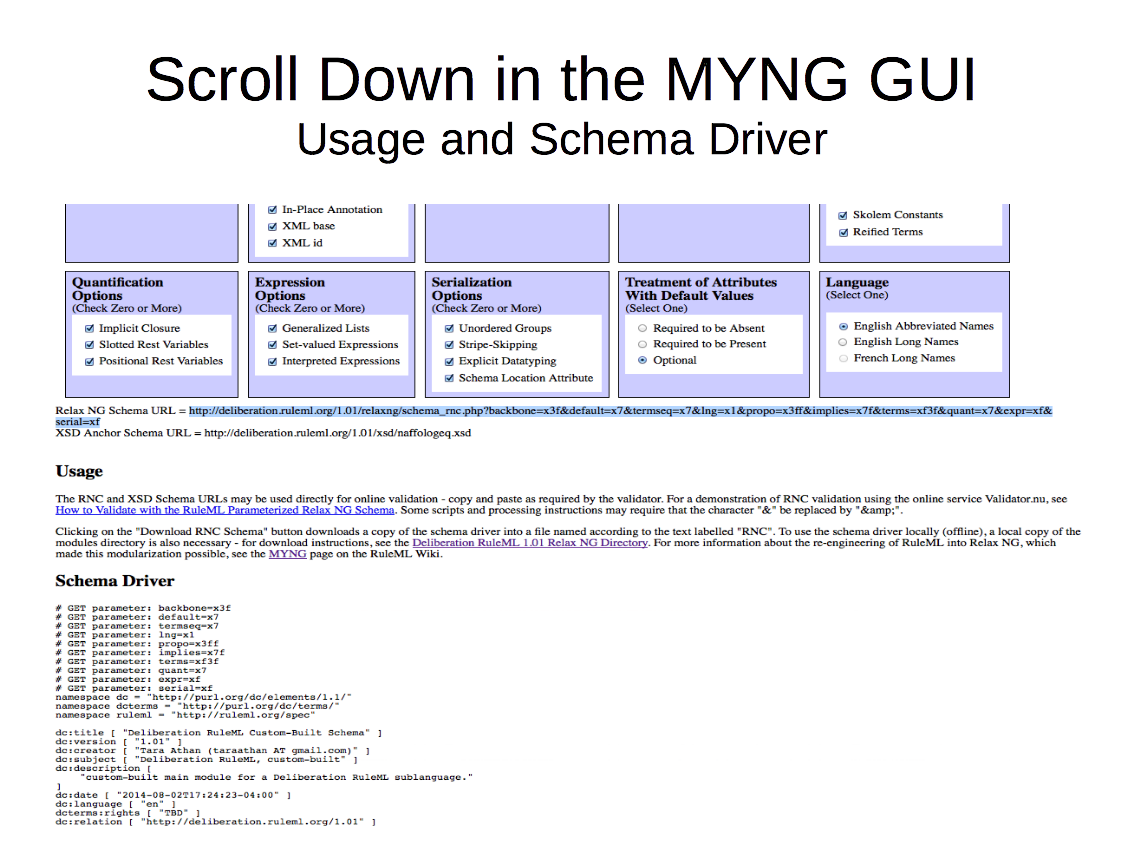 Scroll Down in the MYNG GUI
Usage and Schema Driver
In-Place Annotation
XML base
XML id
Skolem Constants
Reified Terms
Quantification
Options
(Check Zero or More)
Implicit Closure
Slotted Rest Variables
Positional Rest Variables
Expression
Options
(Check Zero or More)
Generalized Lists
Set-valued Expressions
Interpreted Expressions
Serialization
Options
(Check Zero or More)
Unordered Groups
Stripe-Skipping
Explicit Datatyping
Schema Location Attribute
Treatment of Attributes
With Default Values
(Select One)
Required to be Absent
Required to be Present
Optional
Language
(Select One)
English Abbreviated Names
English Long Names
French Long Names
Relax NG Schema URL = http://deliberation.ruleml.org/1.01/relaxng/schema_rnc.php?backbone=x3f&default=x7&termseq=x7&lng=x1&propo=x3ff&implies=x7f&terms=xf3f&quant=x7&expr=xf&
serial=xf
XSD Anchor Schema URL = http://deliberation.ruleml.org/1.01/xsd/naffologeq.xsd
Usage
The RNC and XSD Schema URLs may be used directly for online validation - copy and paste as required by the validator. For a demonstration of RNC validation using the online service Validator.nu, see
How to Validate with the RuleML Parameterized Relax NG Schema. Some scripts and processing instructions may require that the character "&" be replaced by "&amp;".
Clicking on the "Download RNC Schema" button downloads a copy of the schema driver into a file named according to the text labelled "RNC". To use the schema driver locally (offline), a local copy of the
modules directory is also necessary - for download instructions, see the Deliberation RuleML 1.01 Relax NG Directory. For more information about the re-engineering of RuleML into Relax NG, which
made this modularization possible, see the MYNG page on the RuleML Wiki.
Schema Driver
# GET parameter: backbone=x3f
# GET parameter: default=x7
# GET parameter: termseq=x7
# GET parameter: lng=x1
# GET parameter: propo=x3ff
# GET parameter: implies=x7f
# GET parameter: terms=xf3f
# GET parameter: quant=x7
# GET parameter: expr=xf
# GET parameter: serial=xf
namespace dc = "http://purl.org/dc/elements/1.1/"
namespace dcterms = "http://purl.org/dc/terms/"
namespace ruleml = "http://ruleml.org/spec"
dc:title [ "Deliberation RuleML Custom-Built Schema" ]
dc:version [ "1.01" ]
dc:creator [ "Tara Athan (taraathan AT gmail.com)" ]
dc:subject [ "Deliberation RuleML, custom-built" ]
dc:description [
"custom-built main module for a Deliberation RuleML sublanguage."
]
dc:date [ "2014-08-02T17:24:23-04:00" ]
dc:language [ "en" ]
dcterms:rights [ "TBD" ]
dc:relation [ "http://deliberation.ruleml.org/1.01" ]